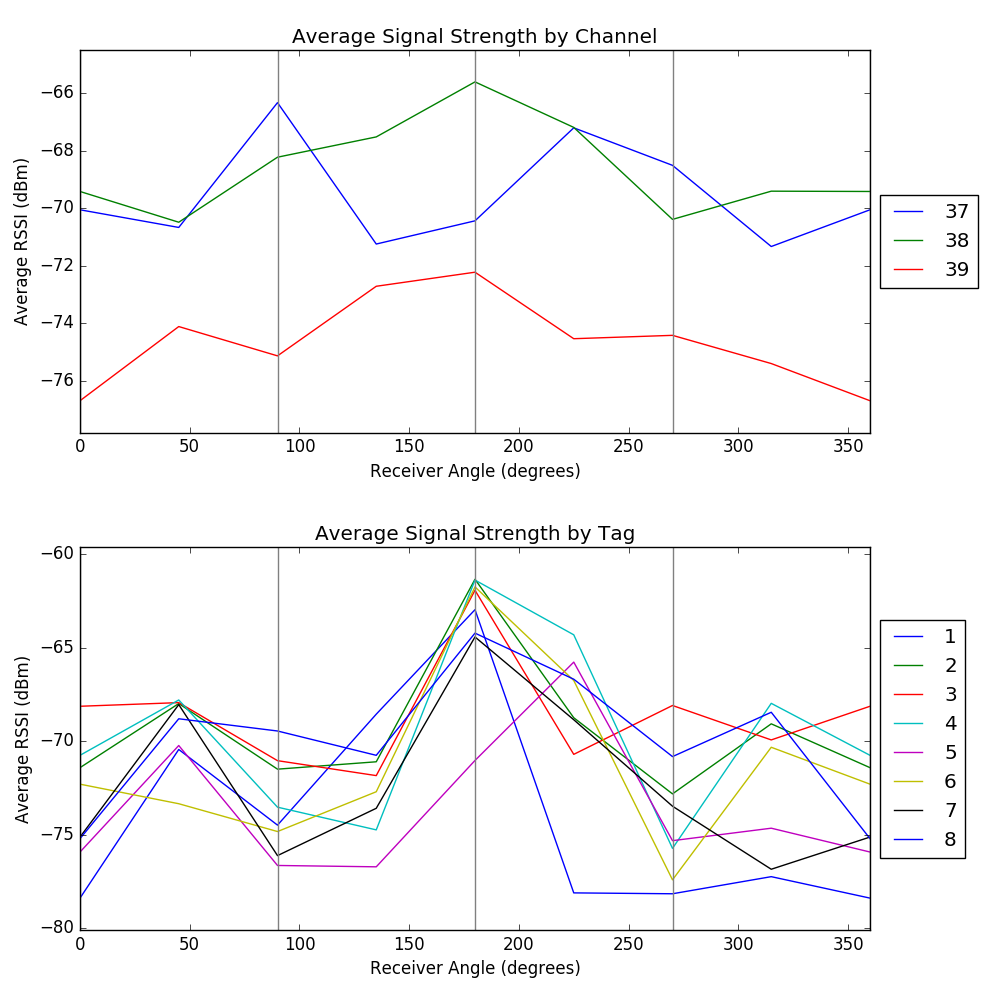 Average Signal Strength by Channel
Average RSSI (dBm)
−66
−68
−70
−72
−74
−76
0 50 100 150 200 250 300 350
Receiver Angle (degrees)
37
38
39
Average Signal Strength by Tag
Average RSSI (dBm)
−60
−65
−70
−75
−80
0 50 100 150 200 250 300 350
Receiver Angle (degrees)
1
2
3
4
5
6
7
8